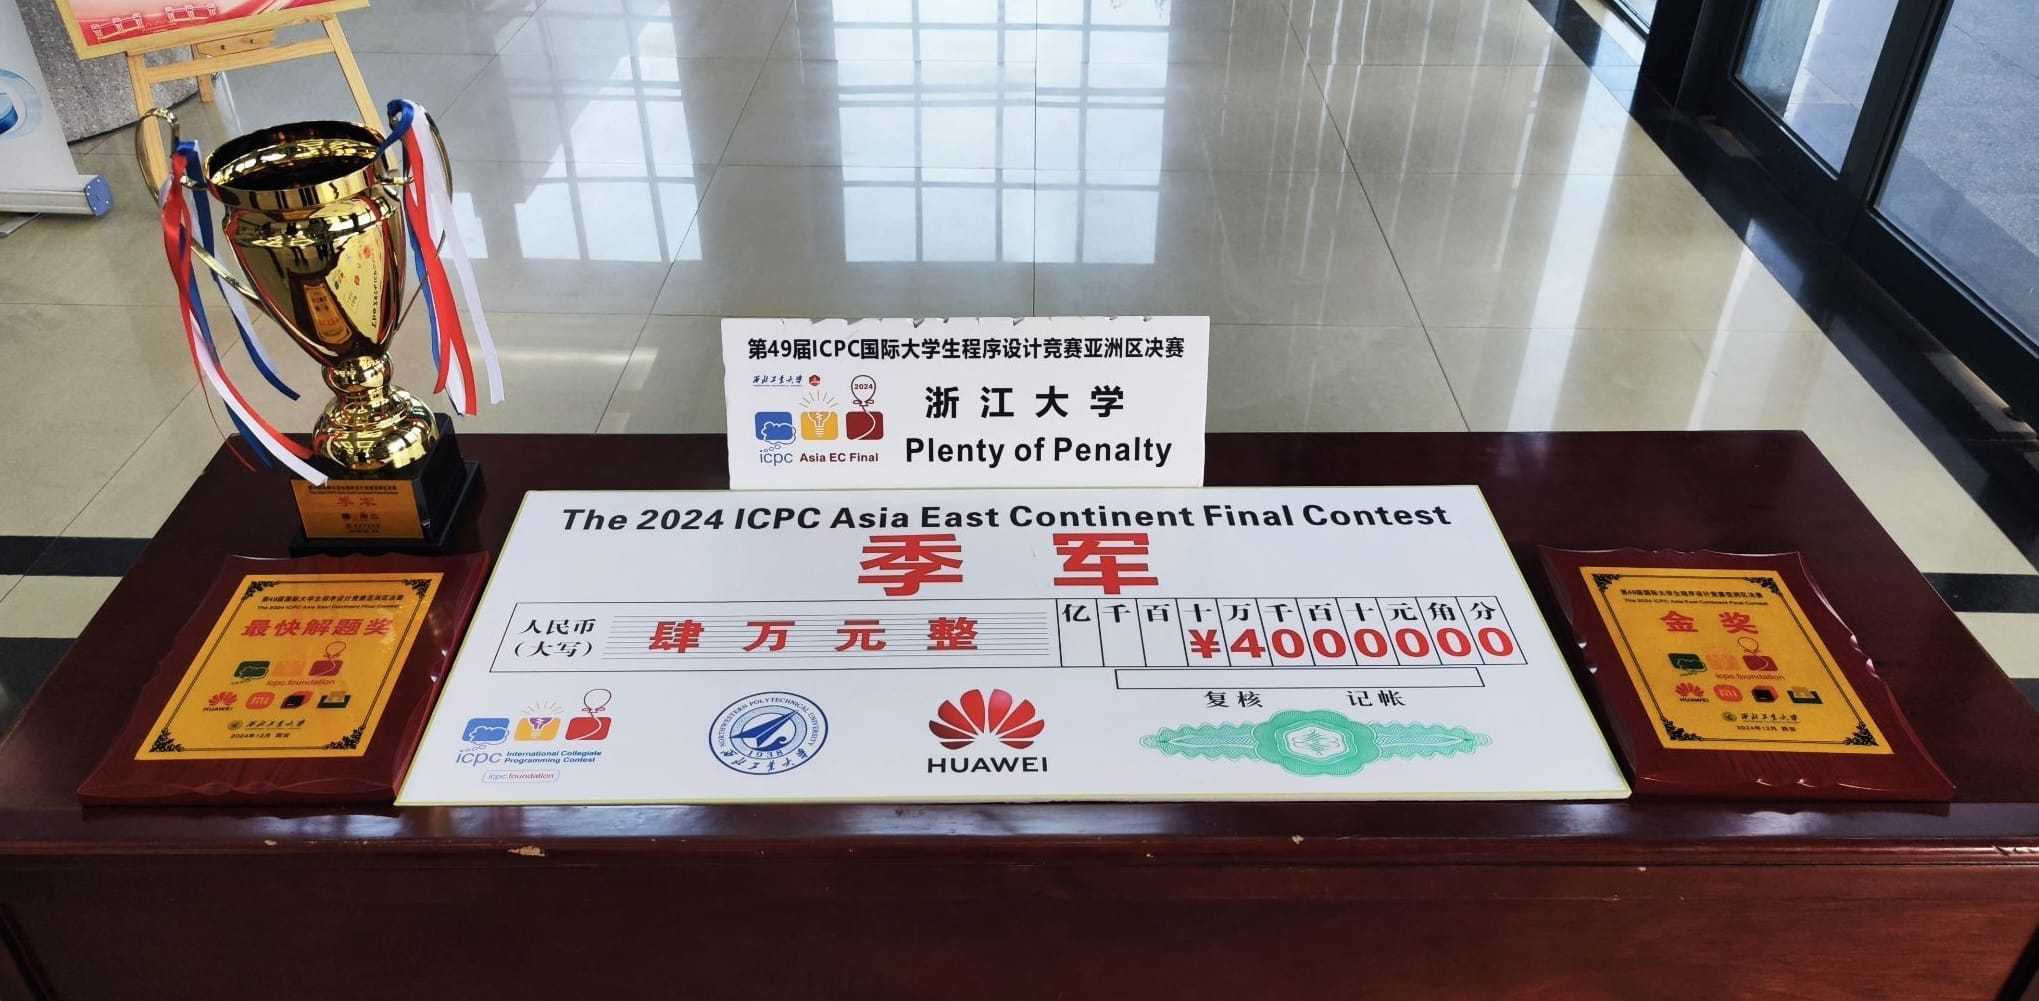 第49届ICPC国际大学生程序设计竞赛亚洲区决赛
西北工业大学
2024
浙江大学
icpc Asia EC Final
Plenty of Penalty
The 2024 ICPC Asia East Continent Final Contest
季军
人民币
(大写)
肆万元整
亿千百十万千百十元角分
¥4000000
复核 记帐
icpc International Collegiate
Programming Contest
icpc.foundation
NORTHWESTERN POLYTECHNICAL UNIVERSITY
1938
西北工业大学
HUAWEI
季军
第49届国际大学生程序设计竞赛亚洲区决赛
The 2024 ICPC Asia East Continent Final Contest
最快解题奖
icpc.foundation
HUAWEI
西北工业大学
2024年12月 西安
第49届国际大学生程序设计竞赛亚洲区决赛
The 2024 ICPC Asia East Continent Final Contest
金奖
icpc.foundation
HUAWEI
西北工业大学
2024年12月 西安